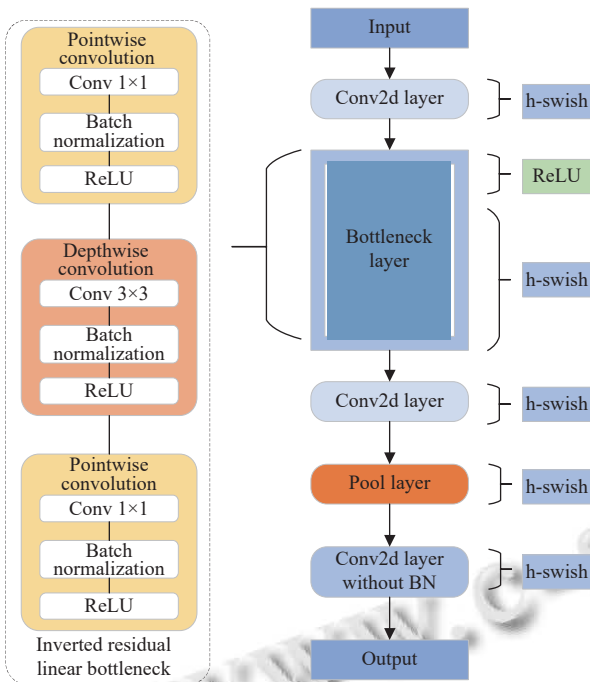 Pointwise
convolution
Conv 1×1
Batch
normalization
ReLU
Depthwise
convolution
Conv 3×3
Batch
normalization
ReLU
Pointwise
convolution
Conv 1×1
Batch
normalization
ReLU
Inverted residual
linear bottleneck
Input
Conv2d layer
h-swish
ReLU
Bottleneck
layer
h-swish
Conv2d layer
h-swish
Pool layer
h-swish
Conv2d layer
without BN
h-swish
Output